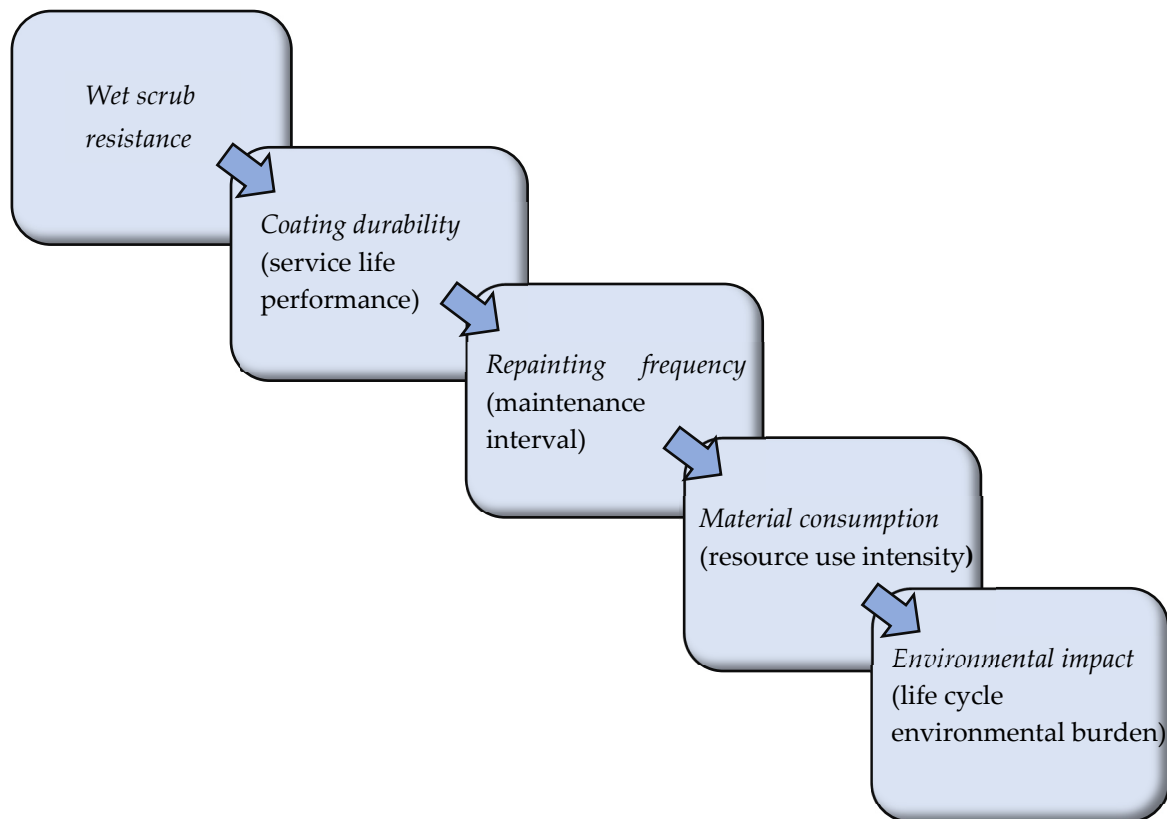 Wet scrub
resistance
Coating durability
(service life
performance)
Repainting frequency
(maintenance
interval)
Material consumption
(resource use intensity)
Environmental impact
(life cycle
environmental burden)